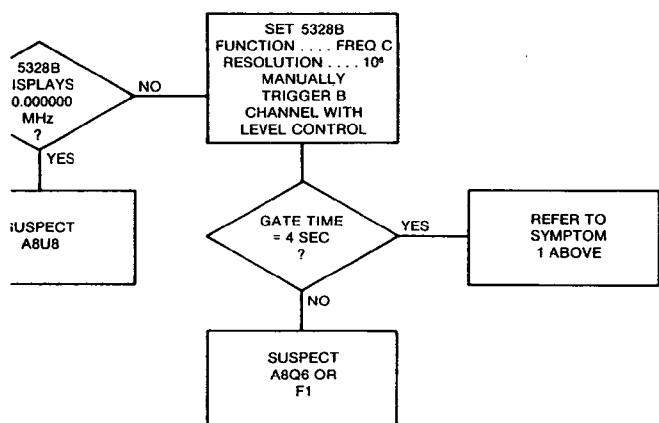 SET 5328B
FUNCTION .... FREQ C
RESOLUTION .... 10⁶
MANUALLY
TRIGGER B
CHANNEL WITH
LEVEL CONTROL
5328B
ISPLAYS
0.000000
MHz
?
NO
YES
SUSPECT
A8U8
GATE TIME
= 4 SEC
?
YES
NO
REFER TO
SYMPTOM
1 ABOVE
SUSPECT
A8Q6 OR
F1